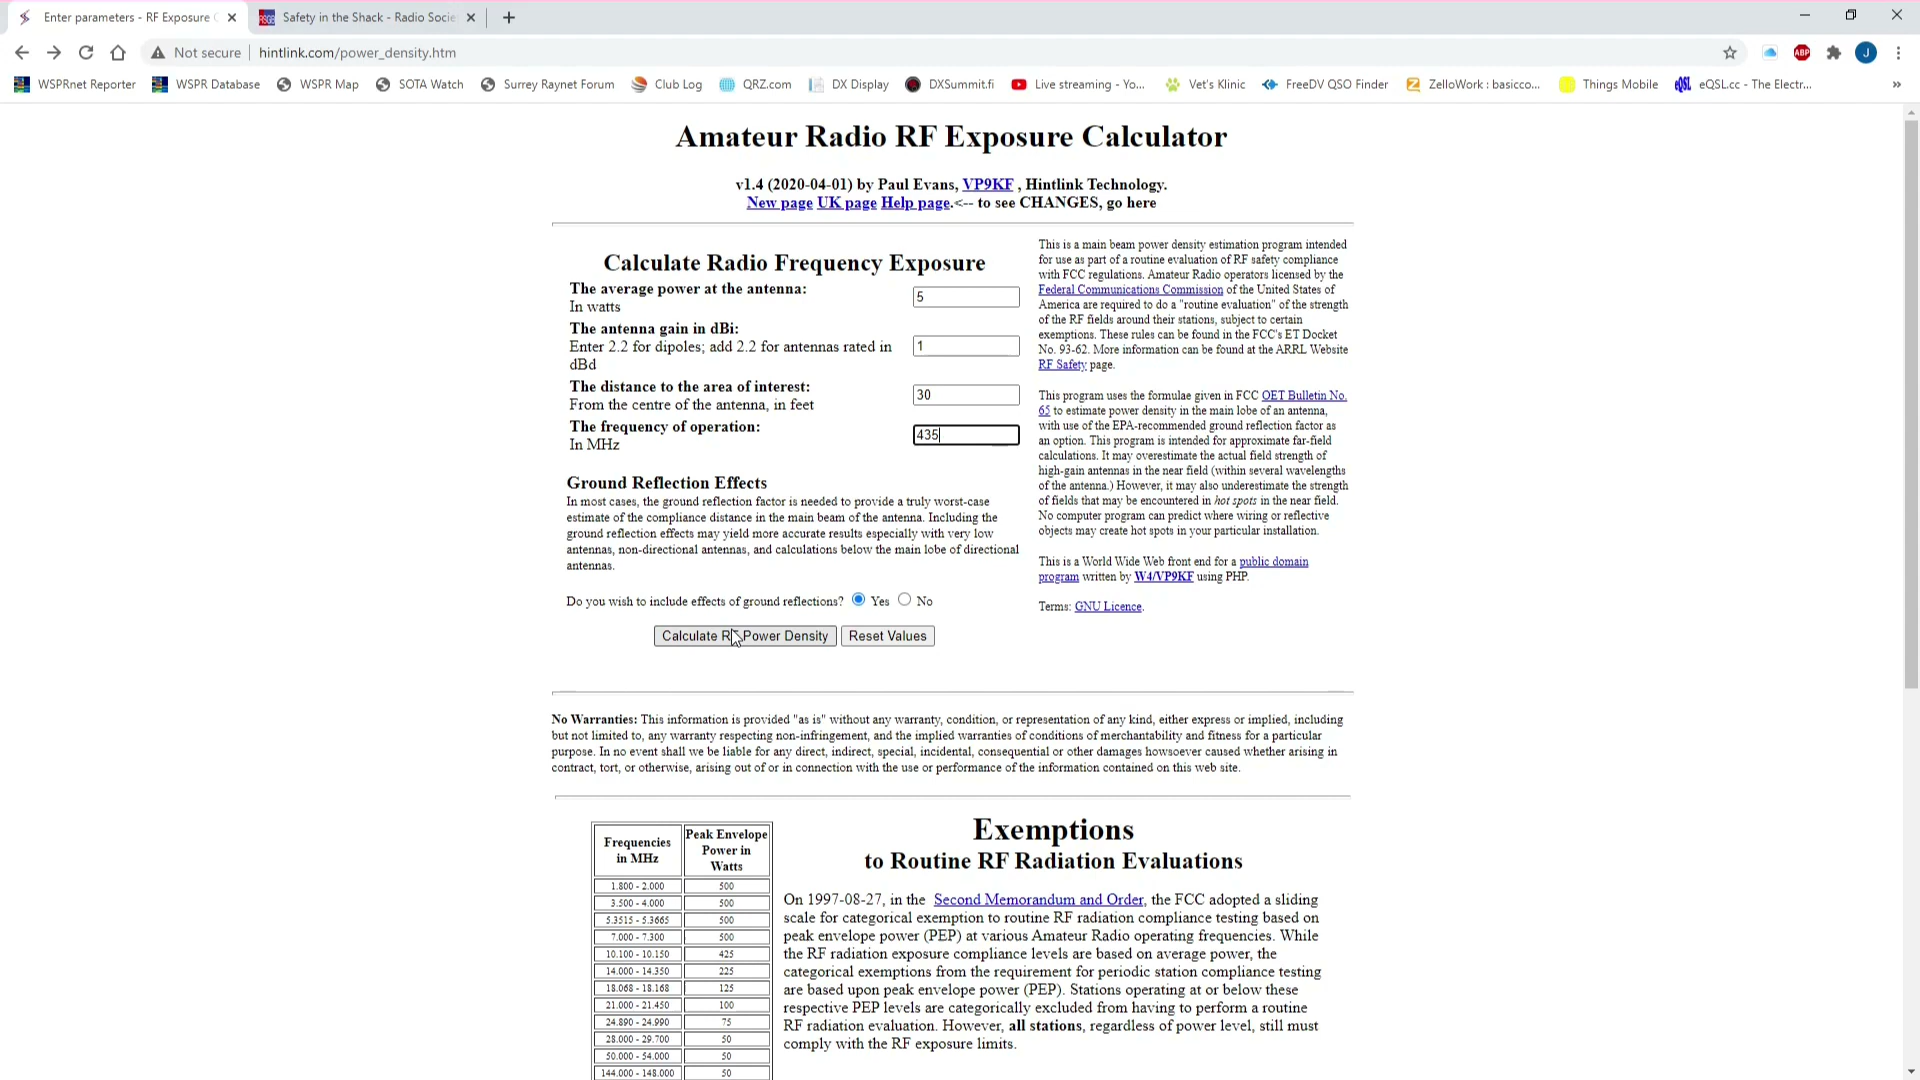 Enter parameters - RF Exposure C
Safety in the Shack - Radio Socie
Not secure
hintlink.com/power_density.htm
ABP
J
WSPRnet Reporter
WSPR Database
WSPR Map
SOTA Watch
Surrey Raynet Forum
Club Log
QRZ.com
DX Display
DXSummit.fi
Live streaming - Yo...
Vet's Klinic
FreeDV QSO Finder
ZelloWork : basicco...
Things Mobile
eQSL.cc - The Electr...
Amateur Radio RF Exposure Calculator
v1.4 (2020-04-01) by Paul Evans, VP9KF , Hintlink Technology.
New page UK page Help page.<-- to see CHANGES, go here
Calculate Radio Frequency Exposure
The average power at the antenna:
In watts
5
The antenna gain in dBi:
Enter 2.2 for dipoles; add 2.2 for antennas rated in
dBd
1
The distance to the area of interest:
From the centre of the antenna, in feet
30
The frequency of operation:
In MHz
435
Ground Reflection Effects
In most cases, the ground reflection factor is needed to provide a truly worst-case
estimate of the compliance distance in the main beam of the antenna. Including the
ground reflection effects may yield more accurate results especially with very low
antennas, non-directional antennas, and calculations below the main lobe of directional
antennas.
Do you wish to include effects of ground reflections? Yes No
Calculate RF Power Density
Reset Values
This is a main beam power density estimation program intended
for use as part of a routine evaluation of RF safety compliance
with FCC regulations. Amateur Radio operators licensed by the
Federal Communications Commission of the United States of
America are required to do a "routine evaluation" of the strength
of the RF fields around their stations, subject to certain
exemptions. These rules can be found in the FCC's ET Docket
No. 93-62. More information can be found at the ARRL Website
RF Safety page.
This program uses the formulae given in FCC OET Bulletin No.
65 to estimate power density in the main lobe of an antenna,
with use of the EPA-recommended ground reflection factor as
an option. This program is intended for approximate far-field
calculations. It may overestimate the actual field strength of
high-gain antennas in the near field (within several wavelengths
of the antenna.) However, it may also underestimate the strength
of fields that may be encountered in hot spots in the near field.
No computer program can predict where wiring or reflective
objects may create hot spots in your particular installation.
This is a World Wide Web front end for a public domain
program written by W4/VP9KF using PHP.
Terms: GNU Licence.
No Warranties: This information is provided "as is" without any warranty, condition, or representation of any kind, either express or implied, including
but not limited to, any warranty respecting non-infringement, and the implied warranties of conditions of merchantability and fitness for a particular
purpose. In no event shall we be liable for any direct, indirect, special, incidental, consequential or other damages howsoever caused whether arising in
contract, tort, or otherwise, arising out of or in connection with the use or performance of the information contained on this web site.
Frequencies
in MHz
Peak Envelope
Power in
Watts
1.800 - 2.000 500
3.500 - 4.000 500
5.3515 - 5.3665 500
7.000 - 7.300 500
10.100 - 10.150 425
14.000 - 14.350 225
18.068 - 18.168 125
21.000 - 21.450 100
24.890 - 24.990 75
28.000 - 29.700 50
50.000 - 54.000 50
144.000 - 148.000 50
Exemptions
to Routine RF Radiation Evaluations
On 1997-08-27, in the Second Memorandum and Order, the FCC adopted a sliding
scale for categorical exemption to routine RF radiation compliance testing based on
peak envelope power (PEP) at various Amateur Radio operating frequencies. While
the RF radiation exposure compliance levels are based on average power, the
categorical exemptions from the requirement for periodic station compliance testing
are based upon peak envelope power (PEP). Stations operating at or below these
respective PEP levels are categorically excluded from having to perform a routine
RF radiation evaluation. However, all stations, regardless of power level, still must
comply with the RF exposure limits.